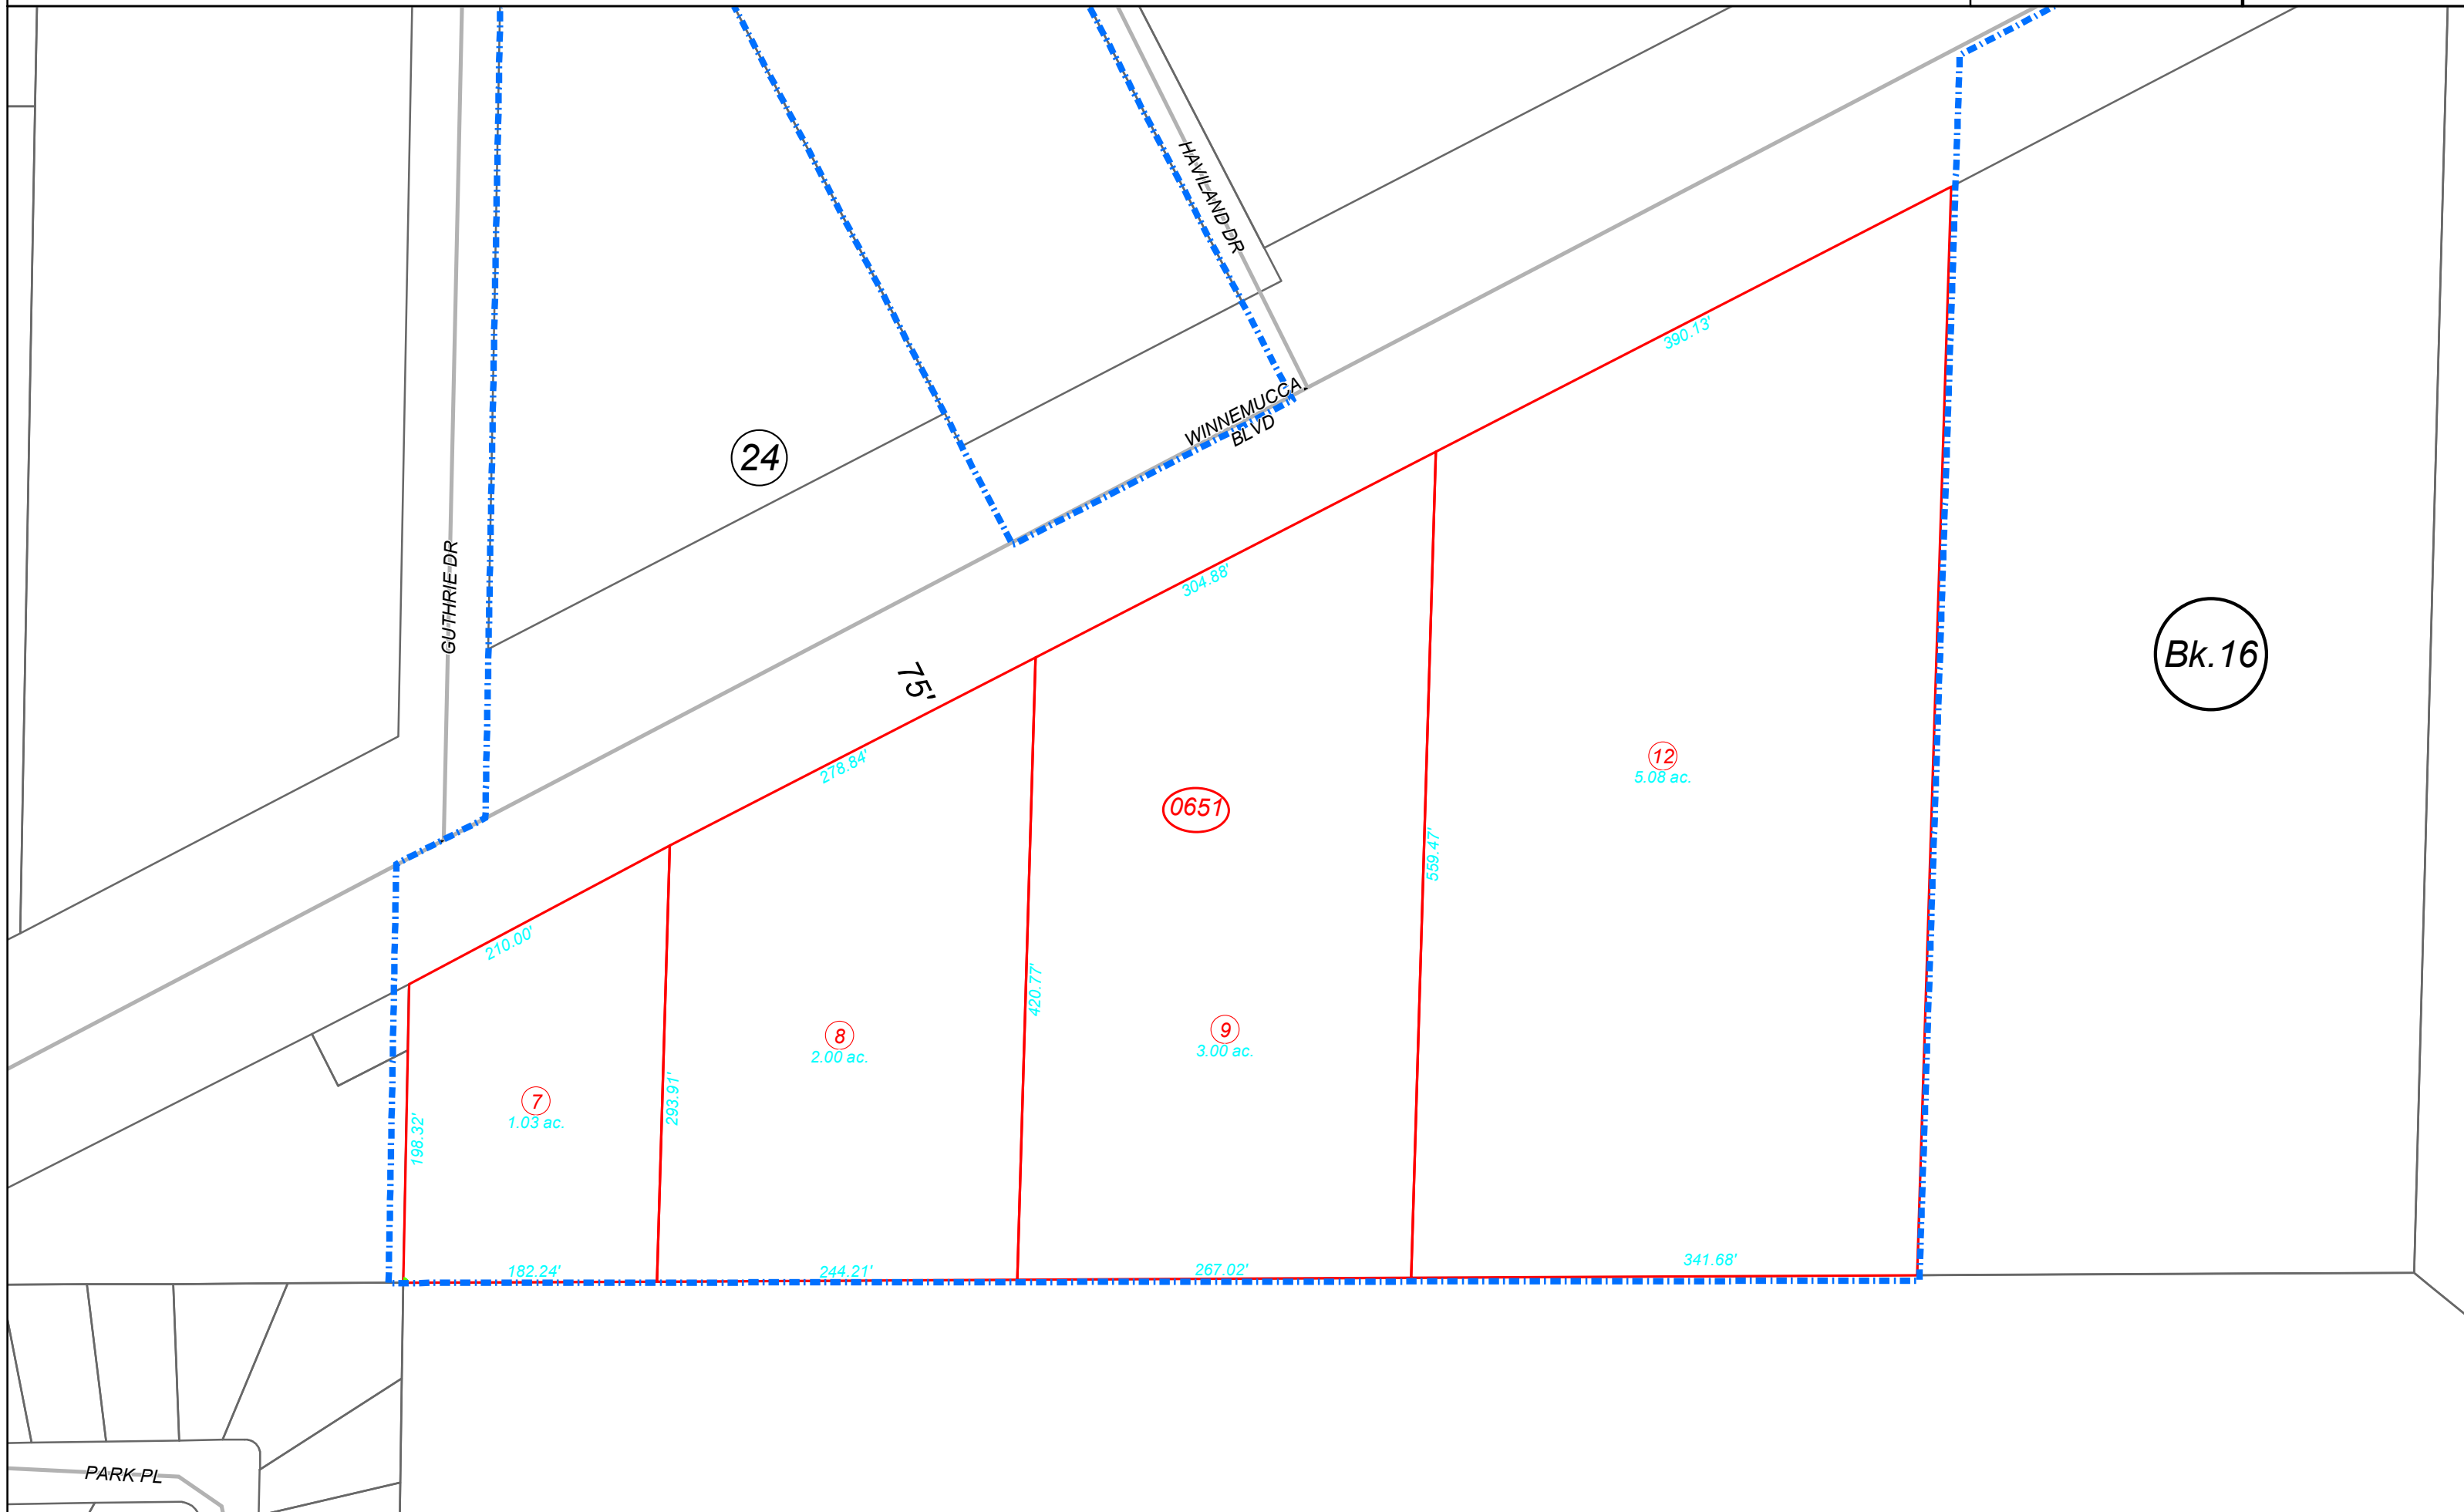 HAVILAND DR
390.13'
WINNEMUCCA
BLVD
24
GUTHRIE DR
304.88'
75'
Bk.16
278.84'
12
5.08 ac.
0651
559.47'
210.00'
420.77'
8
2.00 ac.
9
3.00 ac.
293.91'
7
1.03 ac.
198.32'
182.24'
244.21'
267.02'
341.68'
PARK PL